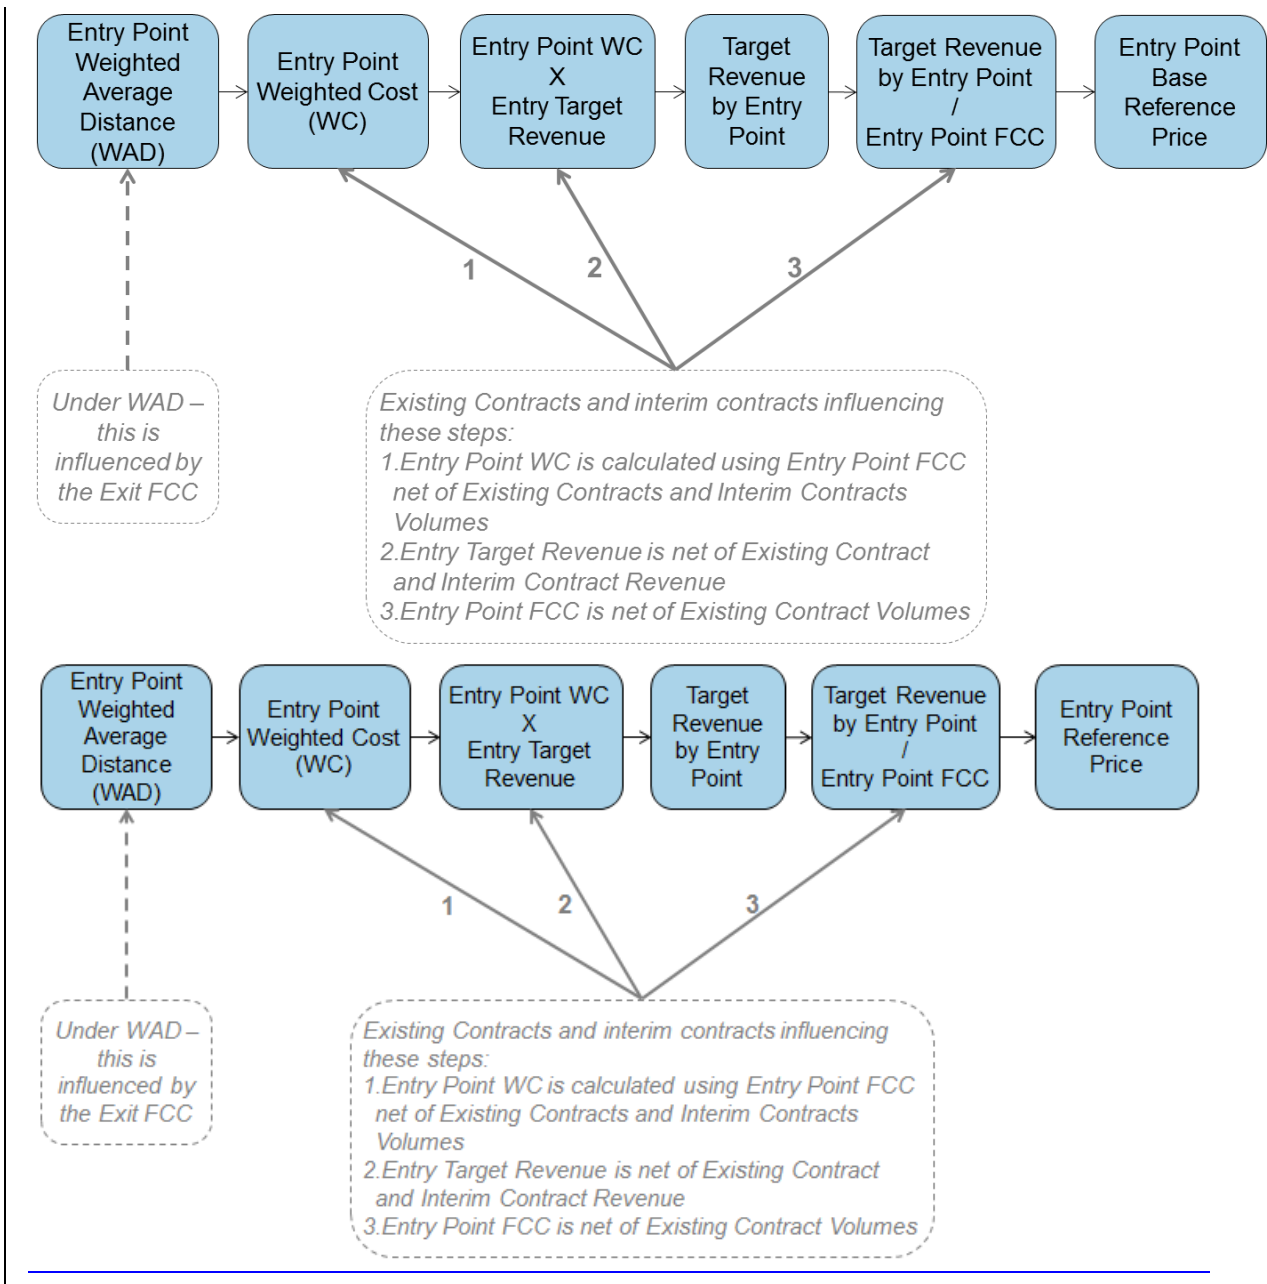 Entry Point
Weighted
Average
Distance
(WAD)
Entry Point
Weighted Cost
(WC)
Entry Point WC
X
Entry Target
Revenue
Target
Revenue
by Entry
Point
Target Revenue
by Entry Point
/
Entry Point FCC
Entry Point
Base
Reference
Price
1
2
3
Under WAD –
this is
influenced by
the Exit FCC
Existing Contracts and interim contracts influencing
these steps:
1.Entry Point WC is calculated using Entry Point FCC
net of Existing Contracts and Interim Contracts
Volumes
2.Entry Target Revenue is net of Existing Contract
and Interim Contract Revenue
3.Entry Point FCC is net of Existing Contract Volumes
Entry Point
Weighted
Average
Distance
(WAD)
Entry Point
Weighted Cost
(WC)
Entry Point WC
X
Entry Target
Revenue
Target
Revenue
by Entry
Point
Target Revenue
by Entry Point
/
Entry Point FCC
Entry Point
Reference
Price
1
2
3
Under WAD –
this is
influenced by
the Exit FCC
Existing Contracts and interim contracts influencing
these steps:
1.Entry Point WC is calculated using Entry Point FCC
net of Existing Contracts and Interim Contracts
Volumes
2.Entry Target Revenue is net of Existing Contract
and Interim Contract Revenue
3.Entry Point FCC is net of Existing Contract Volumes